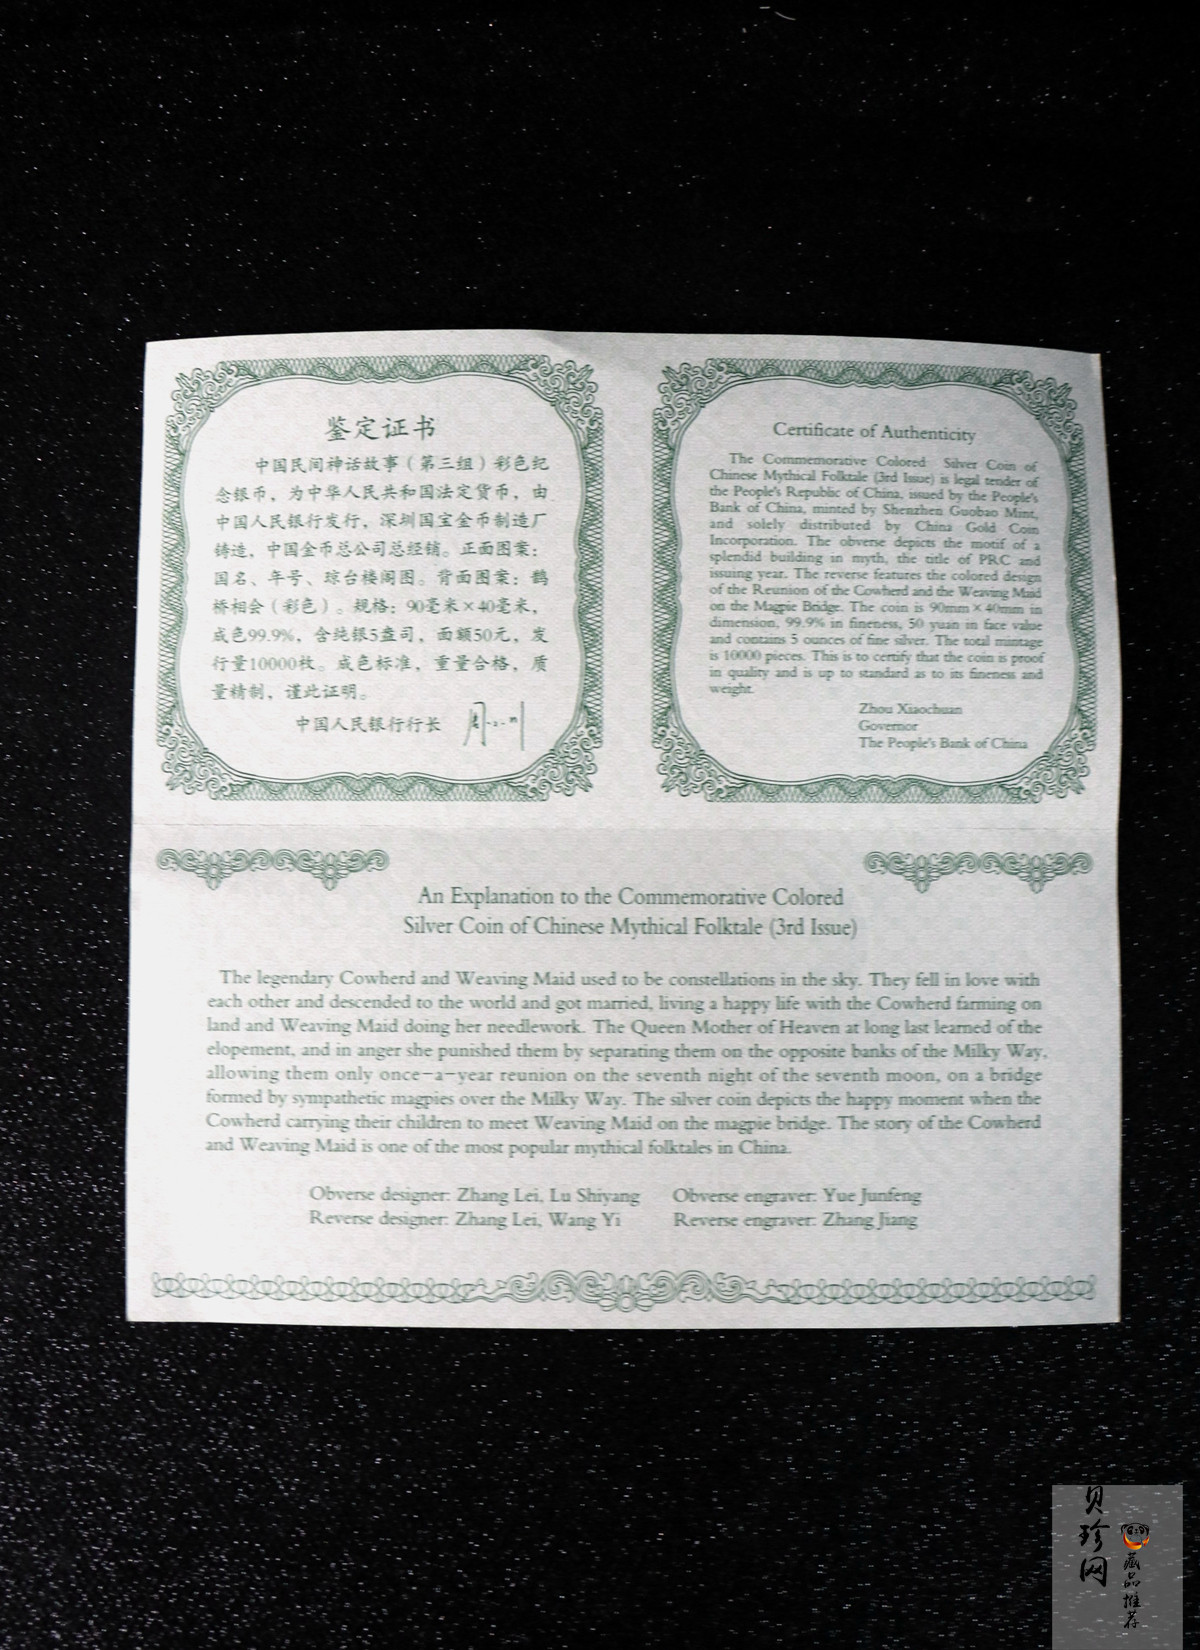 鉴定证书
中国民间神话故事（第三组）彩色纪
念银币，为中华人民共和国法定货币，由
中国人民银行发行，深圳国宝金币制造厂
铸造，中国金币总公司总经销。正面图案：
国名、年号、琼台楼阁图。背面图案：鹊
桥相会（彩色）。规格：90毫米×40毫米，
成色99.9%，含纯银5盎司，面额50元，发
行量10000枚。成色标准，重量合格，质
量精制，谨此证明。
中国人民银行行长
Certificate of Authenticity
The Commemorative Colored Silver Coin of
Chinese Mythical Folktale (3rd Issue) is legal tender of
the People's Republic of China, issued by the People's
Bank of China, minted by Shenzhen Guobao Mint,
and solely distributed by China Gold Coin
Incorporation. The obverse depicts the motif of a
splendid building in myth, the title of PRC and
issuing year. The reverse features the colored design
of the Reunion of the Cowherd and the Weaving Maid
on the Magpie Bridge. The coin is 90mm×40mm in
dimension, 99.9% in fineness, 50 yuan in face value
and contains 5 ounces of fine silver. The total mintage
is 10000 pieces. This is to certify that the coin is proof
in quality and is up to standard as to its fineness and
weight.
Zhou Xiaochuan
Governor
The People's Bank of China
An Explanation to the Commemorative Colored
Silver Coin of Chinese Mythical Folktale (3rd Issue)
The legendary Cowherd and Weaving Maid used to be constellations in the sky. They fell in love with
each other and descended to the world and got married, living a happy life with the Cowherd farming on
land and Weaving Maid doing her needlework. The Queen Mother of Heaven at long last learned of the
elopement, and in anger she punished them by separating them on the opposite banks of the Milky Way,
allowing them only once-a-year reunion on the seventh night of the seventh moon, on a bridge
formed by sympathetic magpies over the Milky Way. The silver coin depicts the happy moment when the
Cowherd carrying their children to meet Weaving Maid on the magpie bridge. The story of the Cowherd
and Weaving Maid is one of the most popular mythical folktales in China.
Obverse designer: Zhang Lei, Lu Shiyang Obverse engraver: Yue Junfeng
Reverse designer: Zhang Lei, Wang Yi Reverse engraver: Zhang Jiang
贝珍网
藏品推荐